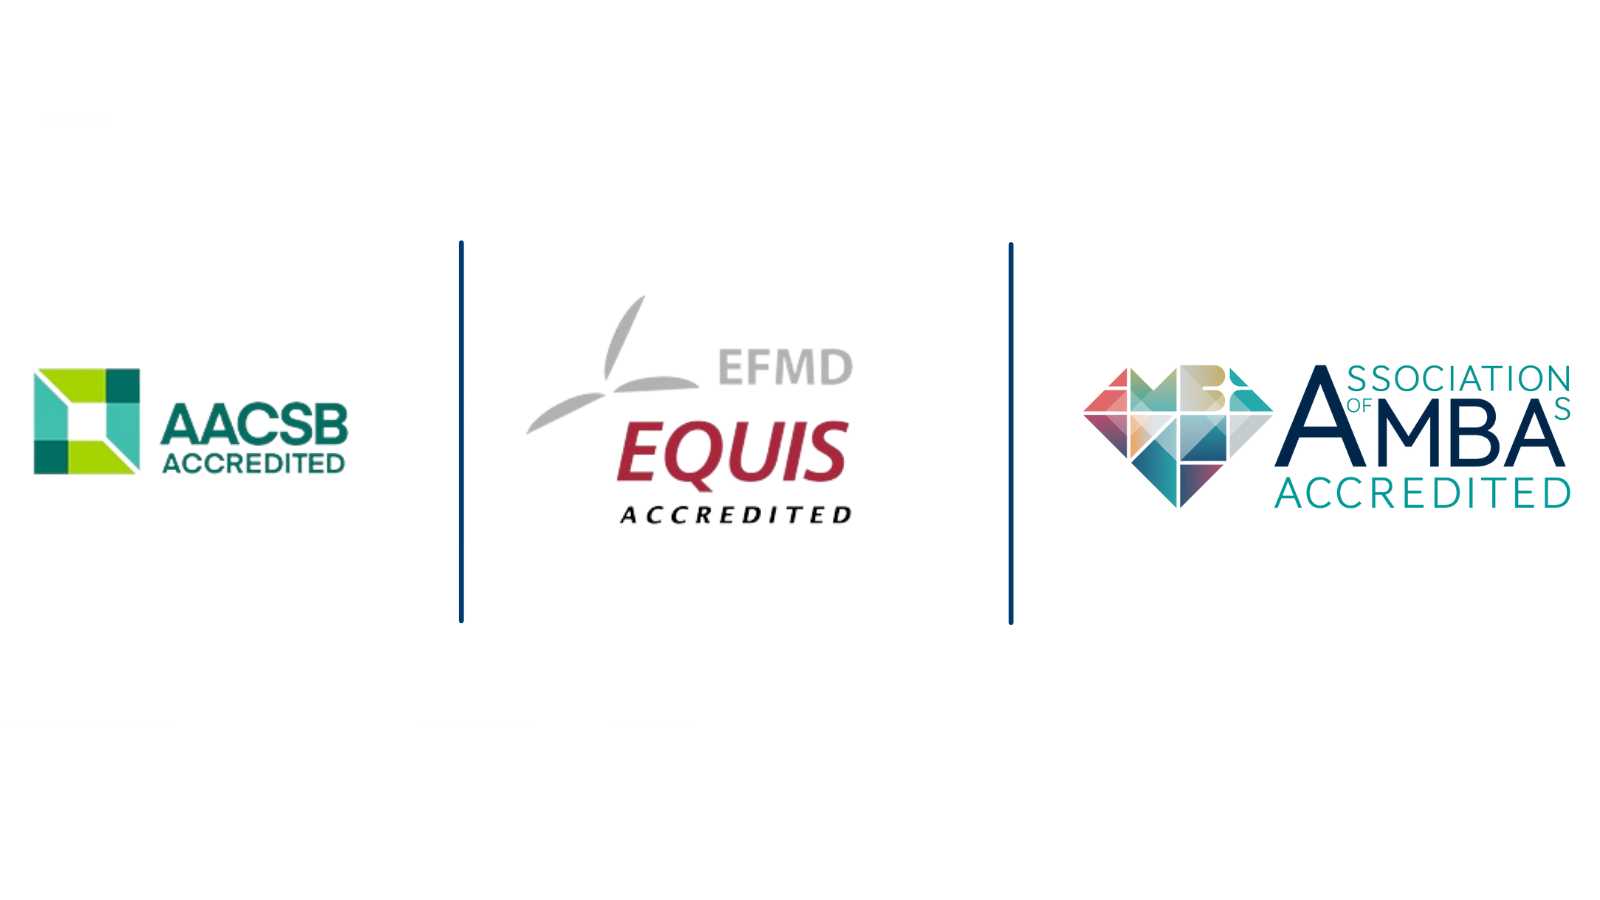 AACSB
ACCREDITED
EFMD
EQUIS
ACCREDITED
ASSOCIATION
OF AMBAS
ACCREDITED